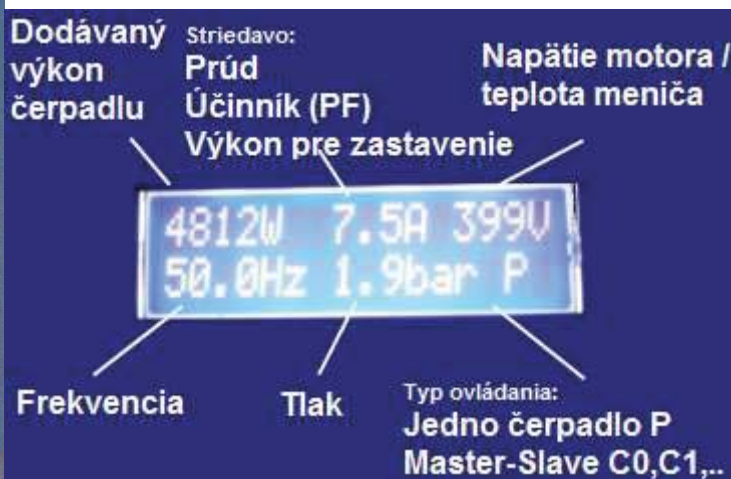 Dodávaný
výkon
čerpadlu
Striedavo:
Prúd
Účinník (PF)
Výkon pre zastavenie
Napätie motora /
teplota meniča
4812W 7.5A 399V
50.0Hz 1.9bar P
Frekvencia
Tlak
Typ ovládania:
Jedno čerpadlo P
Master-Slave C0,C1,..